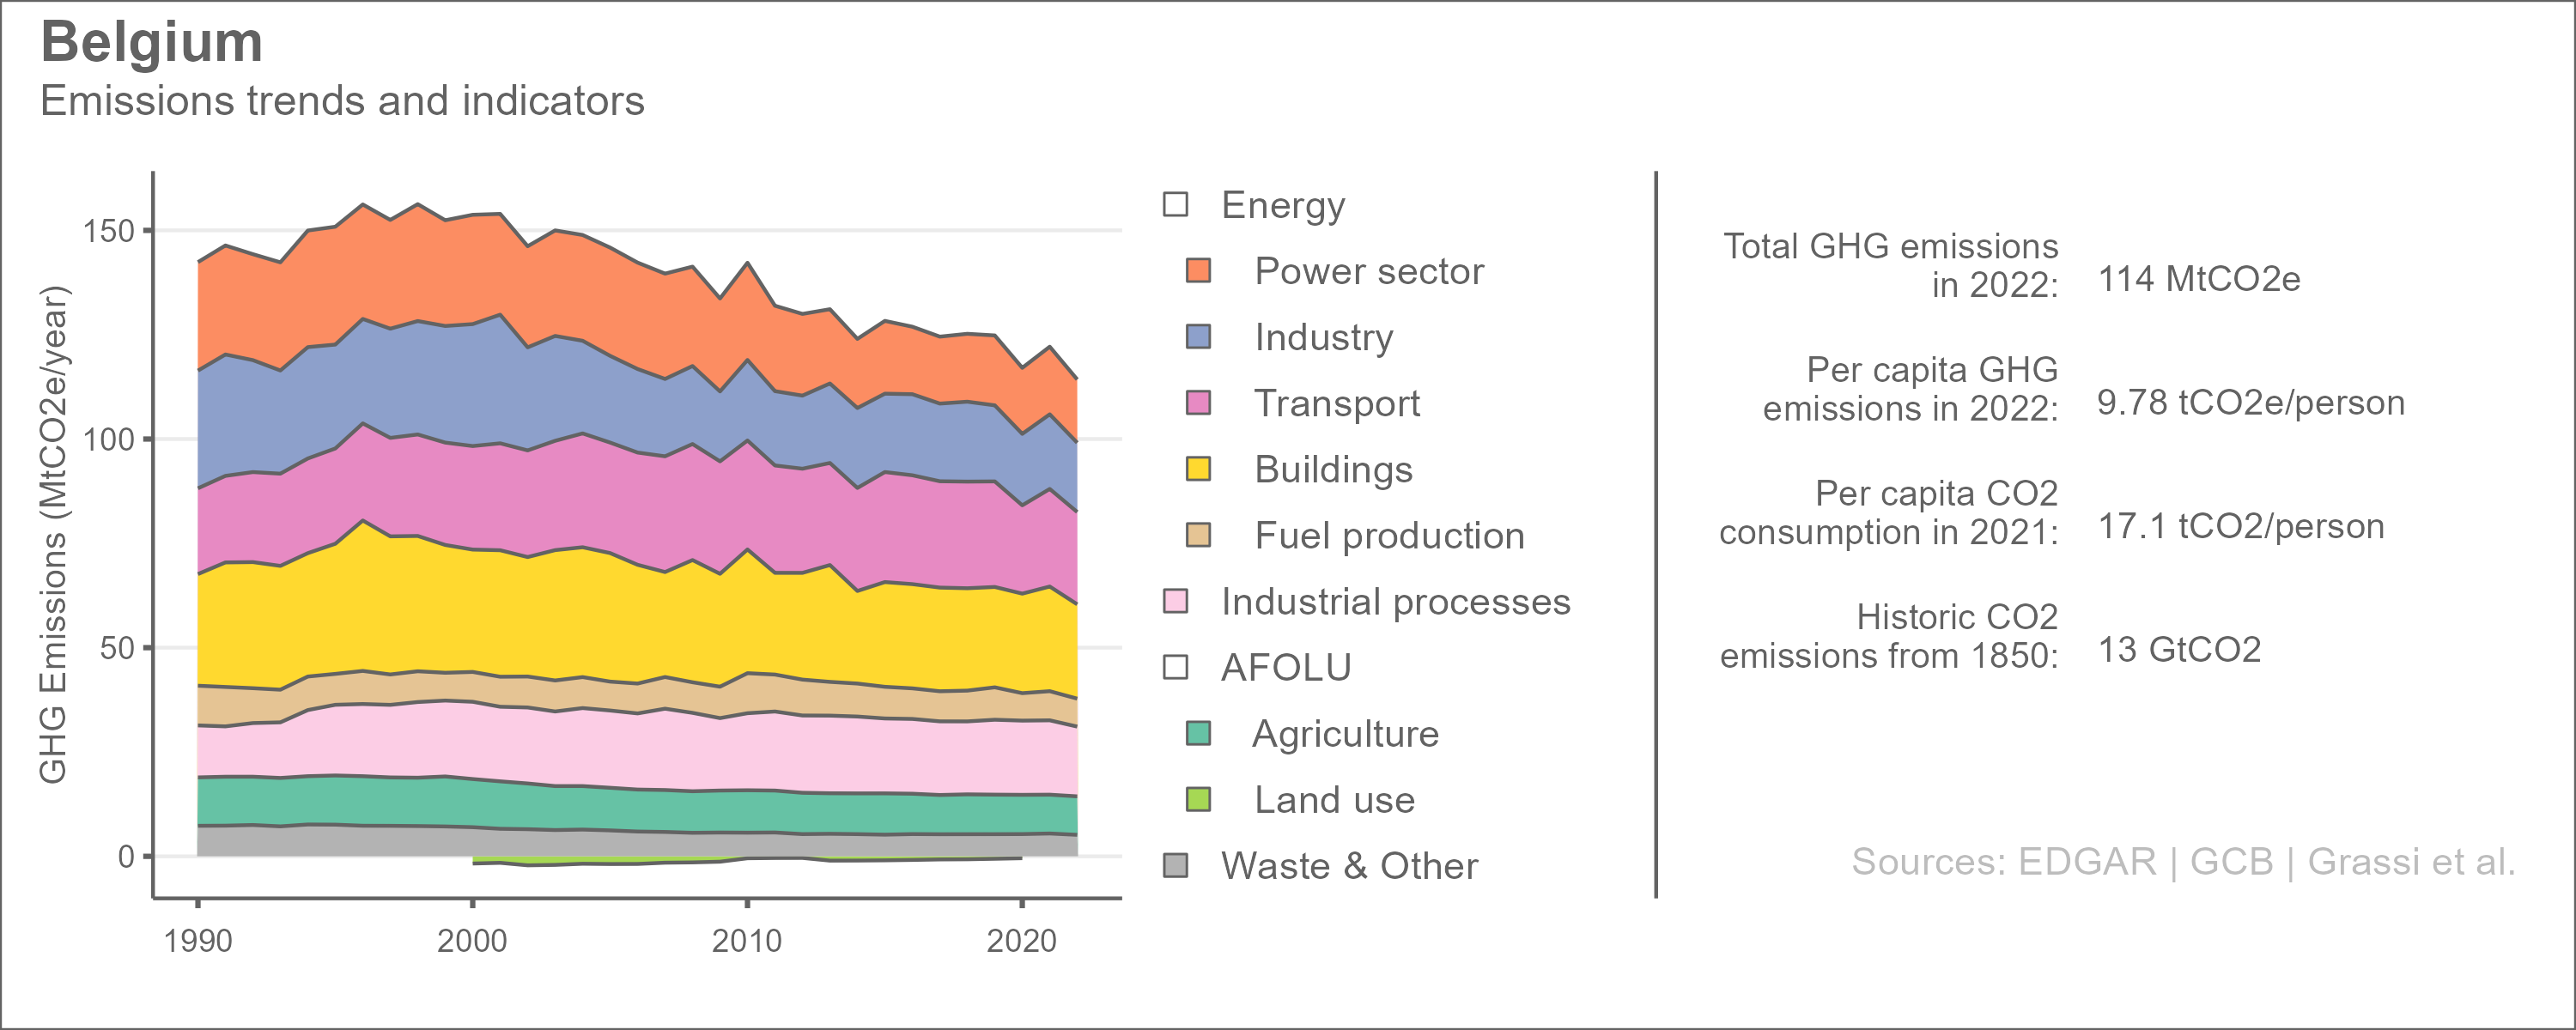 Belgium
Emissions trends and indicators
GHG Emissions (MtCO2e/year)
150
100
50
0
1990
2000
2010
2020
Energy
Power sector
Industry
Transport
Buildings
Fuel production
Industrial processes
AFOLU
Agriculture
Land use
Waste & Other
Total GHG emissions
in 2022:
114 MtCO2e
Per capita GHG
emissions in 2022:
9.78 tCO2e/person
Per capita CO2
consumption in 2021:
17.1 tCO2/person
Historic CO2
emissions from 1850:
13 GtCO2
Sources: EDGAR | GCB | Grassi et al.